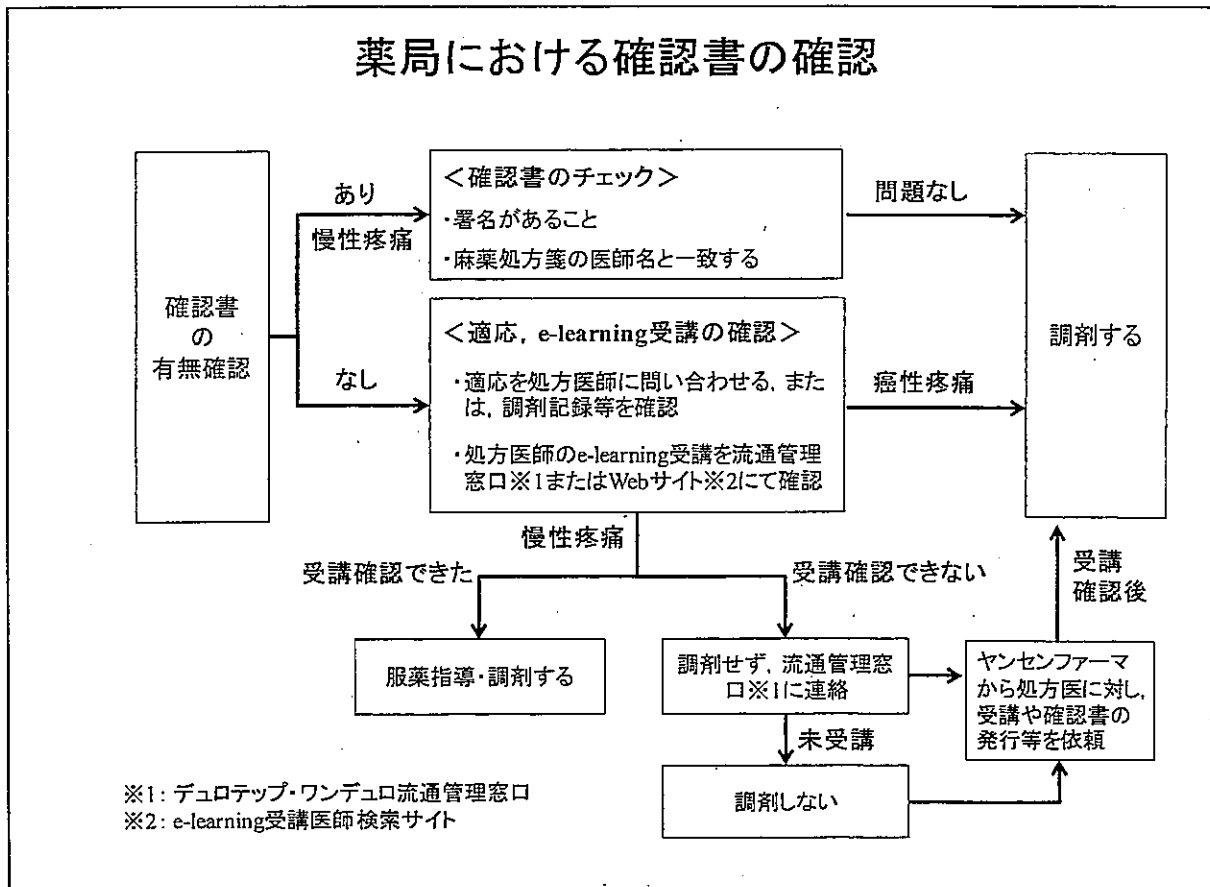 薬局における確認書の確認
確認書
の
有無確認
あり
慢性疼痛
なし
＜確認書のチェック＞
・署名があること
・麻薬処方箋の医師名と一致する
問題なし
＜適応，e-learning受講の確認＞
・適応を処方医師に問い合わせる，また
は，調剤記録等を確認
・処方医師のe-learning受講を流通管理
窓口※1またはWebサイト※2にて確認
癌性疼痛
調剤する
慢性疼痛
受講確認できた
受講確認できない
受講
確認後
服薬指導・調剤する
調剤せず，流通管理窓
口※1に連絡
ヤンセンファーマ
から処方医に対し，
受講や確認書の
発行等を依頼
未受講
調剤しない
※1：デュロテップ・ワンデュロ流通管理窓口
※2：e-learning受講医師検索サイト